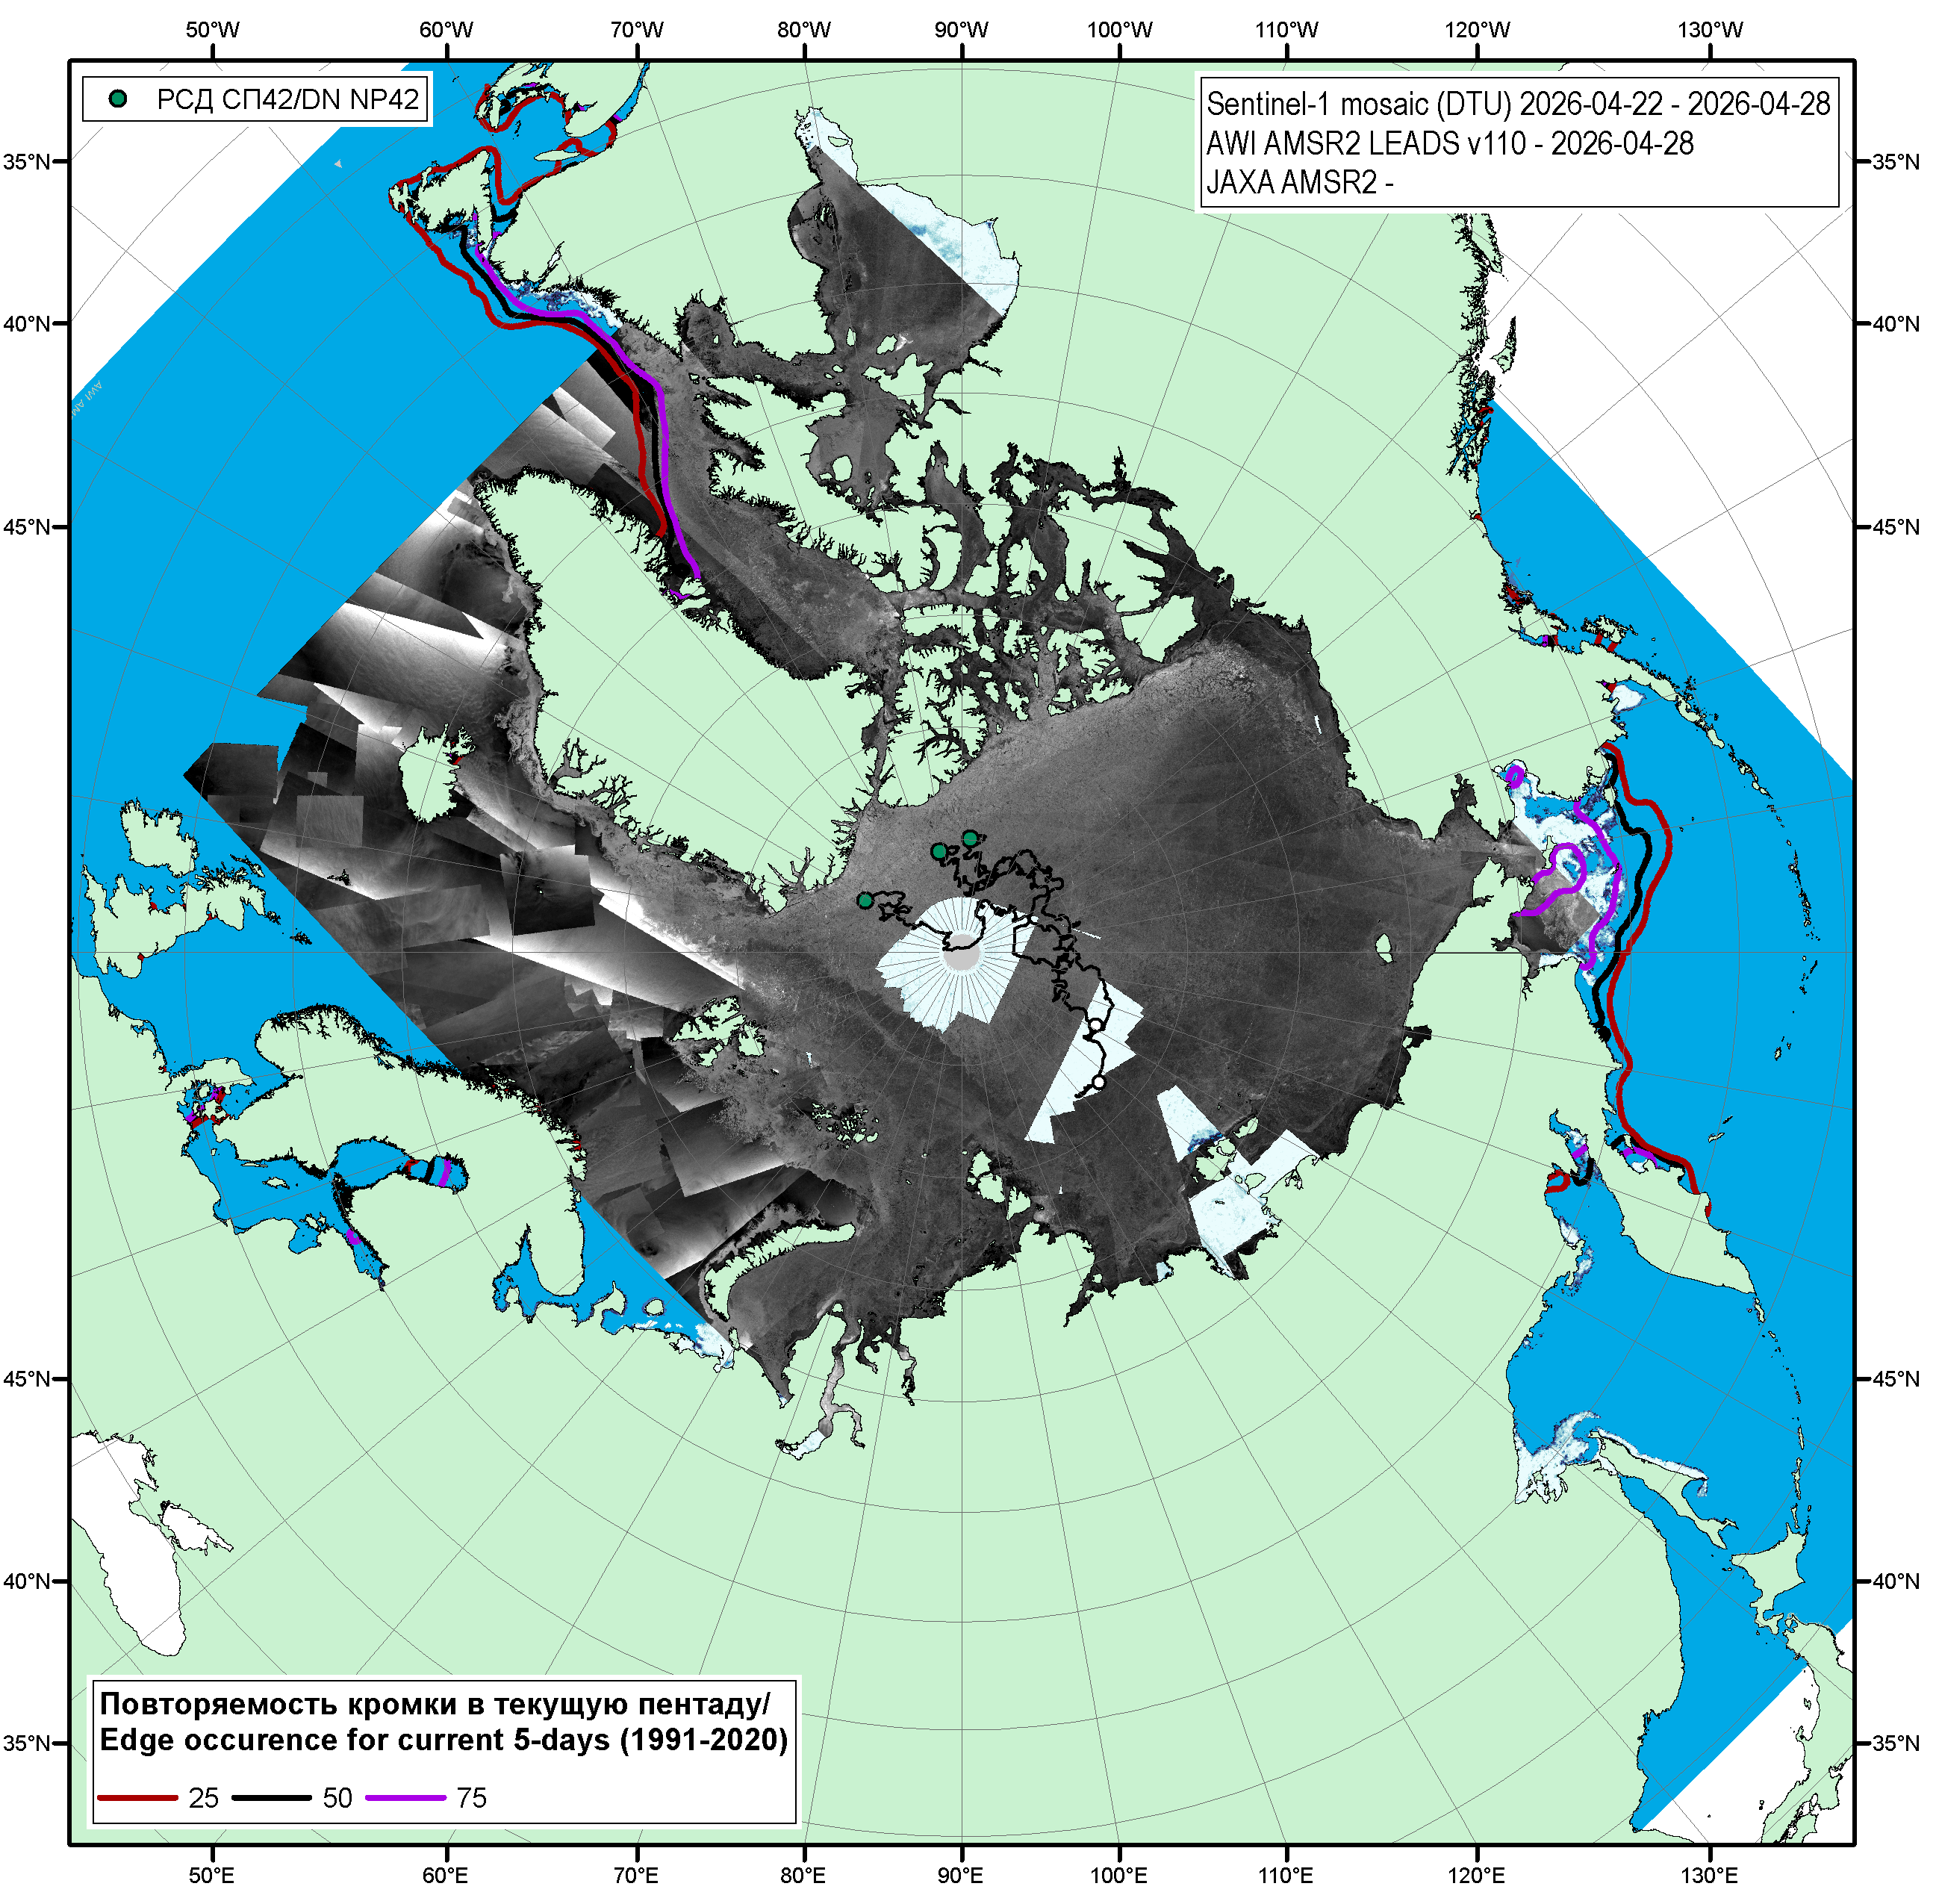 50°W 60°W 70°W 80°W 90°W 100°W 110°W 120°W 130°W
РСД СП42/DN NP42
Sentinel-1 mosaic (DTU) 2026-04-22 - 2026-04-28
AWI AMSR2 LEADS v110 - 2026-04-28
JAXA AMSR2 -
35°N 35°N
40°N 40°N
AWI
45°N 45°N
45°N 45°N
40°N 40°N
35°N 35°N
Повторяемость кромки в текущую пентаду/
Edge occurence for current 5-days (1991-2020)
25 50 75
50°E 60°E 70°E 80°E 90°E 100°E 110°E 120°E 130°E